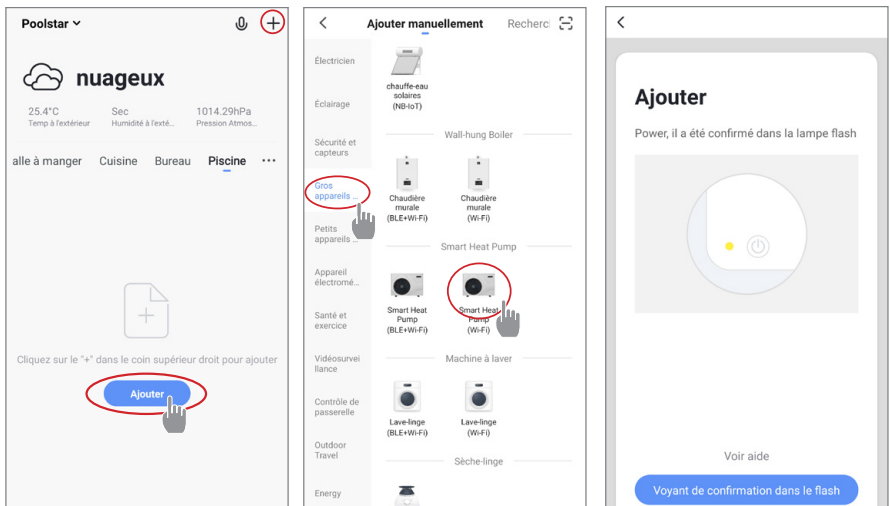 Poolstar
nuageux
25.4°C Sec 1014.29hPa
Temp à l'extérieur Humidité à l'exté... Pression Atmos...
alle à manger Cuisine Bureau Piscine ...
Cliquez sur le "+" dans le coin supérieur droit pour ajouter
Ajouter
Ajouter manuellement Recherc
Électricien
Éclairage
Sécurité et
capteurs
Gros
appareils ...
Petits
appareils ...
Appareil
électromé...
Santé et
exercice
Vidéosurvei
llance
Contrôle de
passerelle
Outdoor
Travel
Energy
chauffe-eau
solaires
(NB-IoT)
Wall-hung Boiler
Chaudière
murale
(BLE+Wi-Fi)
Chaudière
murale
(Wi-Fi)
Smart Heat Pump
Smart Heat
Pump
(BLE+Wi-Fi)
Smart Heat
Pump
(Wi-Fi)
Machine à laver
Lave-linge
(BLE+Wi-Fi)
Lave-linge
(Wi-Fi)
Sèche-linge
Ajouter
Power, il a été confirmé dans la lampe flash
Voir aide
Voyant de confirmation dans le flash